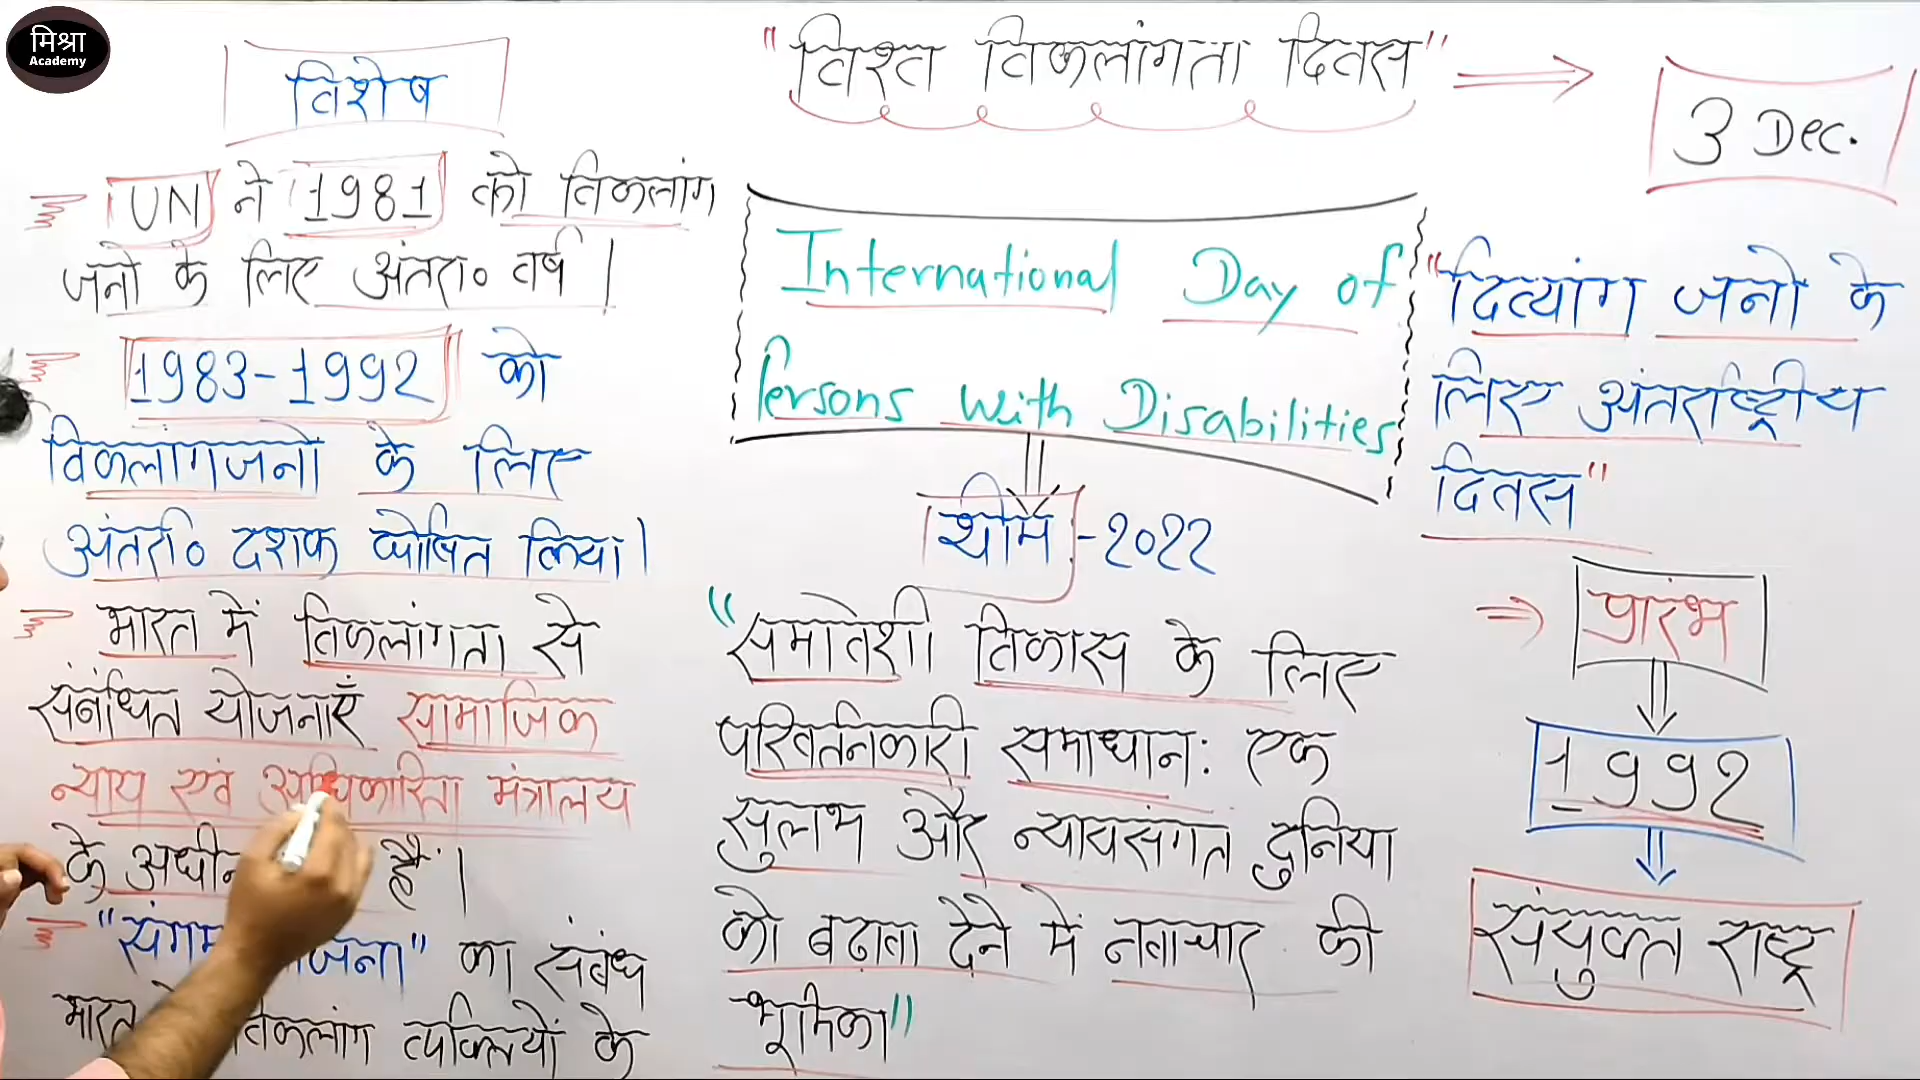 मिश्रा
Academy
विशेष
UN ने 1981 को विकलांग
जनो के लिए अंतरा० वर्ष |
1983-1992 को
विकलांगजनो के लिए
अंतर्रा० दशक घोषित किया |
भारत में विकलांगता से
संबंधित योजनाएँ सामाजिक
न्याय एवं अधिकारिता मंत्रालय
के अधीन हैं |
"संगम जना" का संबंध
भारत विकलांग व्यक्तियों के
"विश्व विकलांगता दिवस" ⇒
3 Dec.
International Day of
Persons with Disabilities
थीम - 2022
"समावेशी विकास के लिए
परिवर्तनकारी समाधान: एक
सुलभ और न्यायसंगत दुनिया
को बढ़ावा देने में नवाचार की
भूमिका"
"दिव्यांग जनो के
लिए अंतर्राष्ट्रीय
दिवस"
⇒ प्रारंभ
1992
संयुक्त राष्ट्र